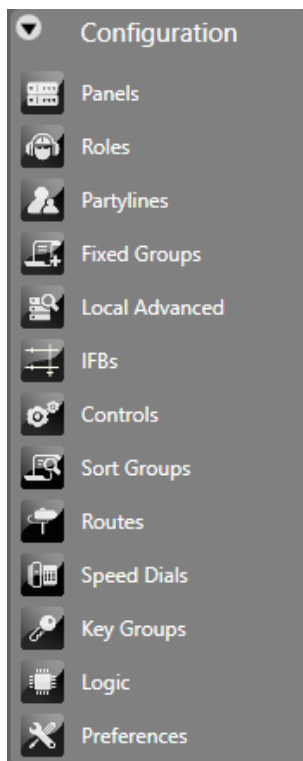 Configuration
Panels
Roles
Partylines
Fixed Groups
Local Advanced
IFBs
Controls
Sort Groups
Routes
Speed Dials
Key Groups
Logic
Preferences